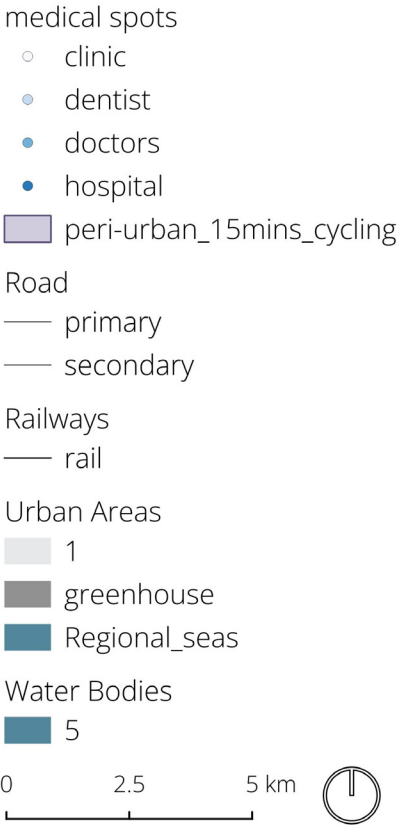 medical spots
clinic
dentist
doctors
hospital
peri-urban_15mins_cycling
Road
primary
secondary
Railways
rail
Urban Areas
1
greenhouse
Regional_seas
Water Bodies
5
0 2.5 5 km